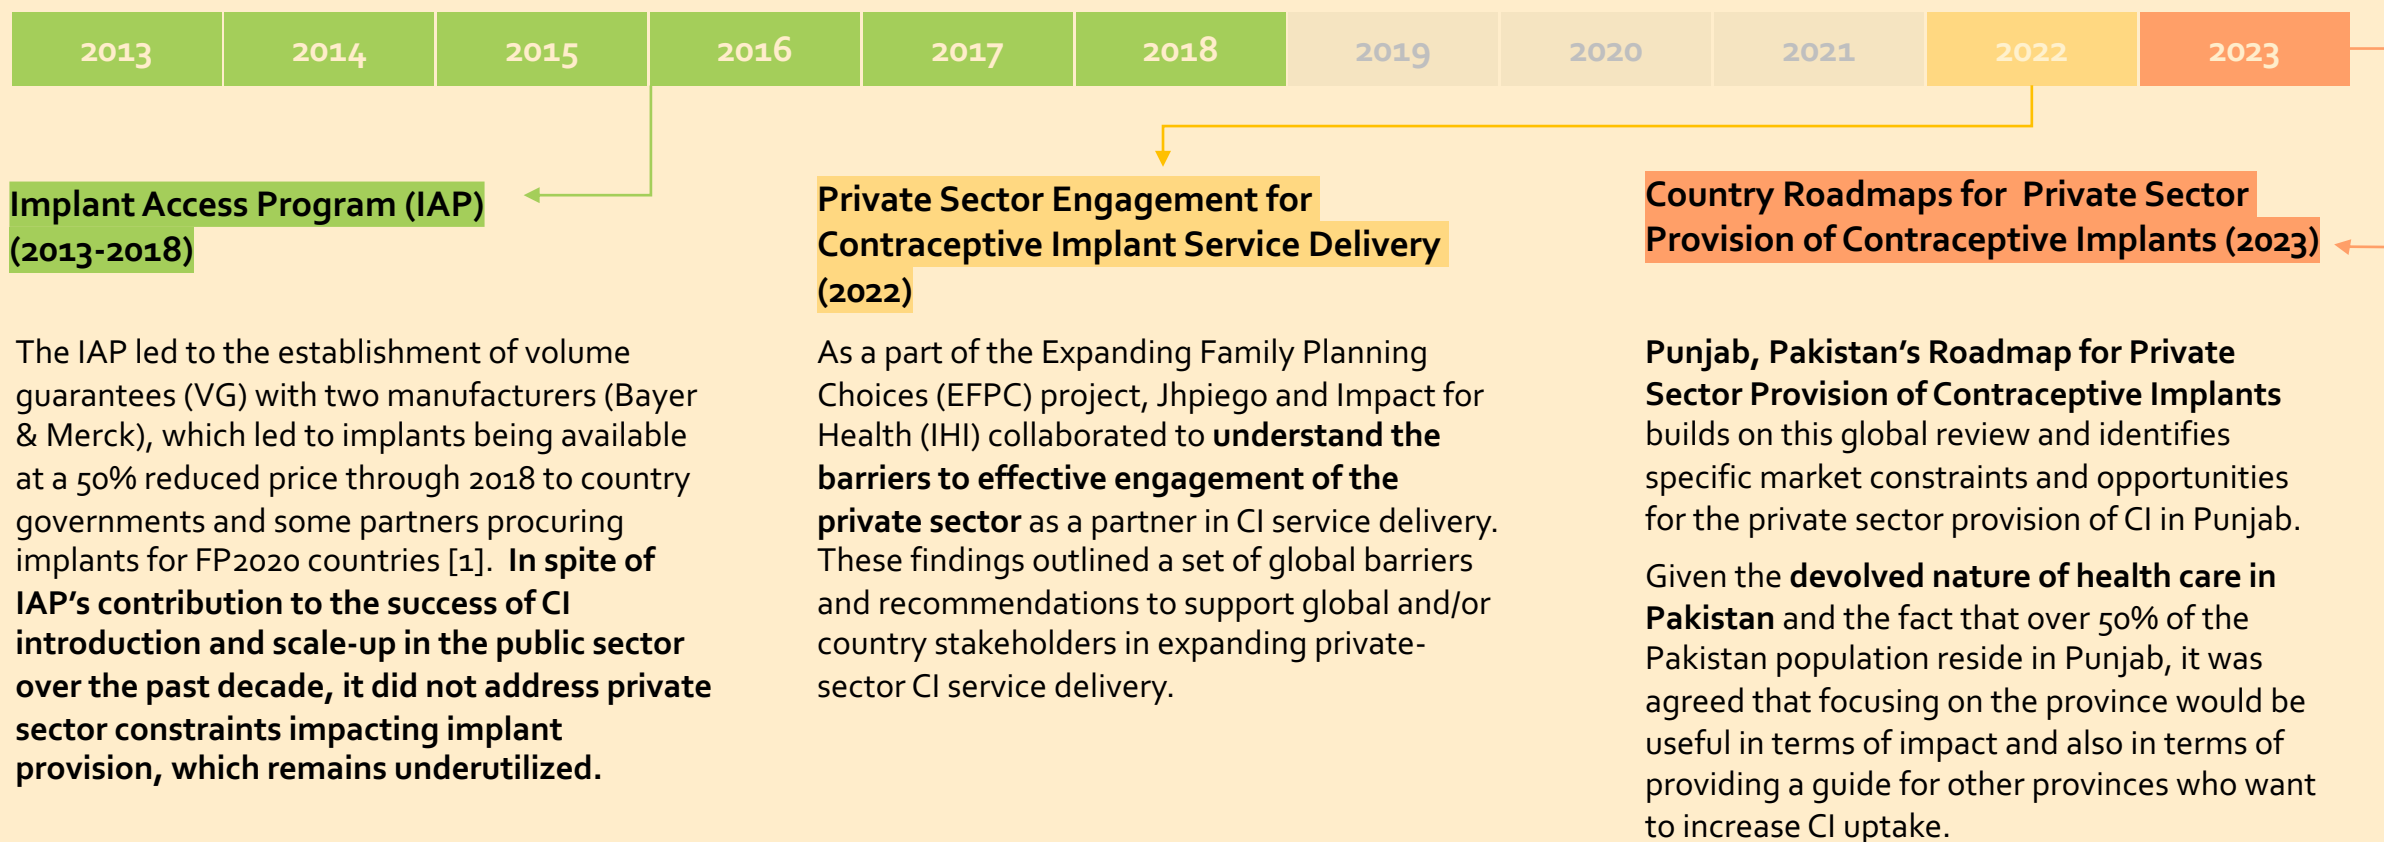 2013 2014 2015 2016 2017 2018 2019 2020 2021 2022 2023
Implant Access Program (IAP)
(2013-2018)
The IAP led to the establishment of volume
guarantees (VG) with two manufacturers (Bayer
& Merck), which led to implants being available
at a 50% reduced price through 2018 to country
governments and some partners procuring
implants for FP2020 countries [1]. In spite of
IAP’s contribution to the success of CI
introduction and scale-up in the public sector
over the past decade, it did not address private
sector constraints impacting implant
provision, which remains underutilized.
Private Sector Engagement for
Contraceptive Implant Service Delivery
(2022)
As a part of the Expanding Family Planning
Choices (EFPC) project, Jhpiego and Impact for
Health (IHI) collaborated to understand the
barriers to effective engagement of the
private sector as a partner in CI service delivery.
These findings outlined a set of global barriers
and recommendations to support global and/or
country stakeholders in expanding private-
sector CI service delivery.
Country Roadmaps for Private Sector
Provision of Contraceptive Implants (2023)
Punjab, Pakistan’s Roadmap for Private
Sector Provision of Contraceptive Implants
builds on this global review and identifies
specific market constraints and opportunities
for the private sector provision of CI in Punjab.
Given the devolved nature of health care in
Pakistan and the fact that over 50% of the
Pakistan population reside in Punjab, it was
agreed that focusing on the province would be
useful in terms of impact and also in terms of
providing a guide for other provinces who want
to increase CI uptake.